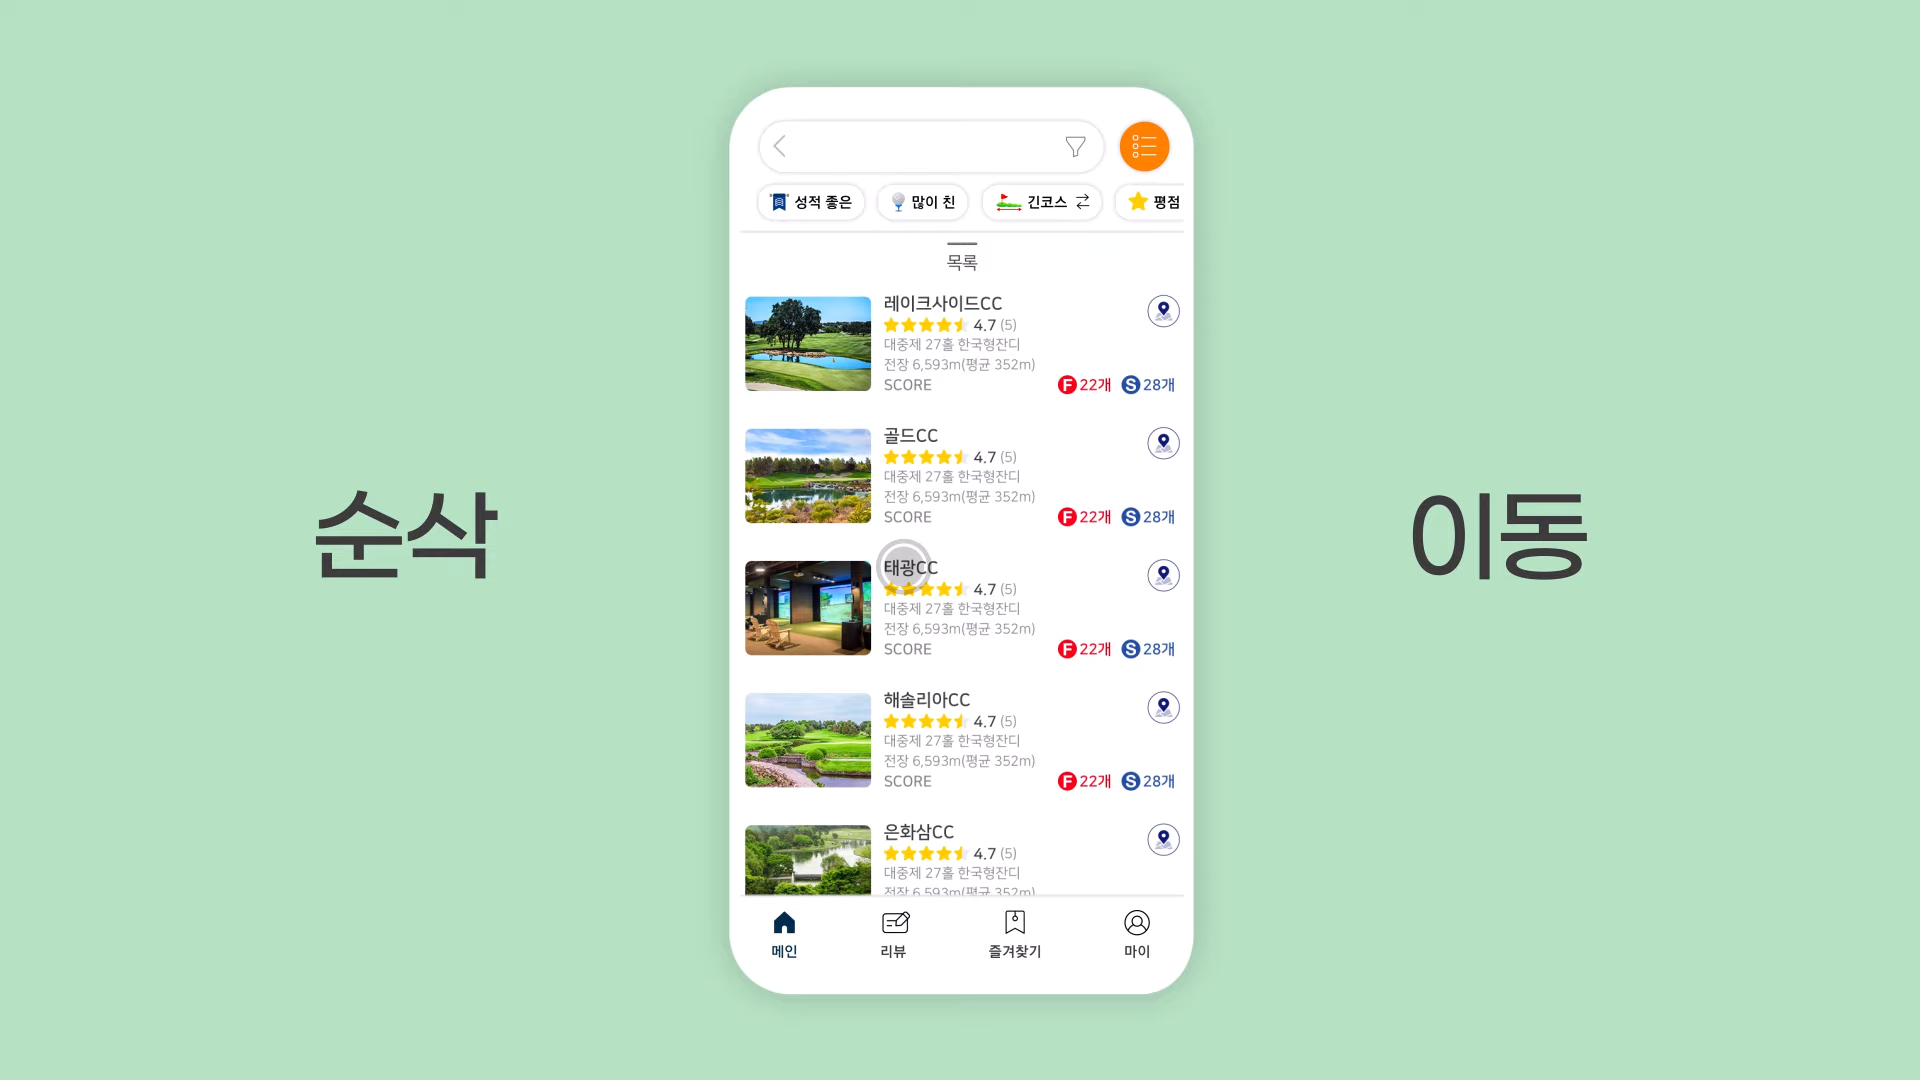 순삭
이동
성적 좋은
많이 친
긴코스
평점
목록
레이크사이드CC
4.7 (5)
대중제 27홀 한국형잔디
전장 6,593m(평균 352m)
SCORE
F 22개 S 28개
골드CC
4.7 (5)
대중제 27홀 한국형잔디
전장 6,593m(평균 352m)
SCORE
F 22개 S 28개
태광CC
4.7 (5)
대중제 27홀 한국형잔디
전장 6,593m(평균 352m)
SCORE
F 22개 S 28개
해솔리아CC
4.7 (5)
대중제 27홀 한국형잔디
전장 6,593m(평균 352m)
SCORE
F 22개 S 28개
은화삼CC
4.7 (5)
대중제 27홀 한국형잔디
전장 6,593m(평균 352m)
메인
리뷰
즐겨찾기
마이